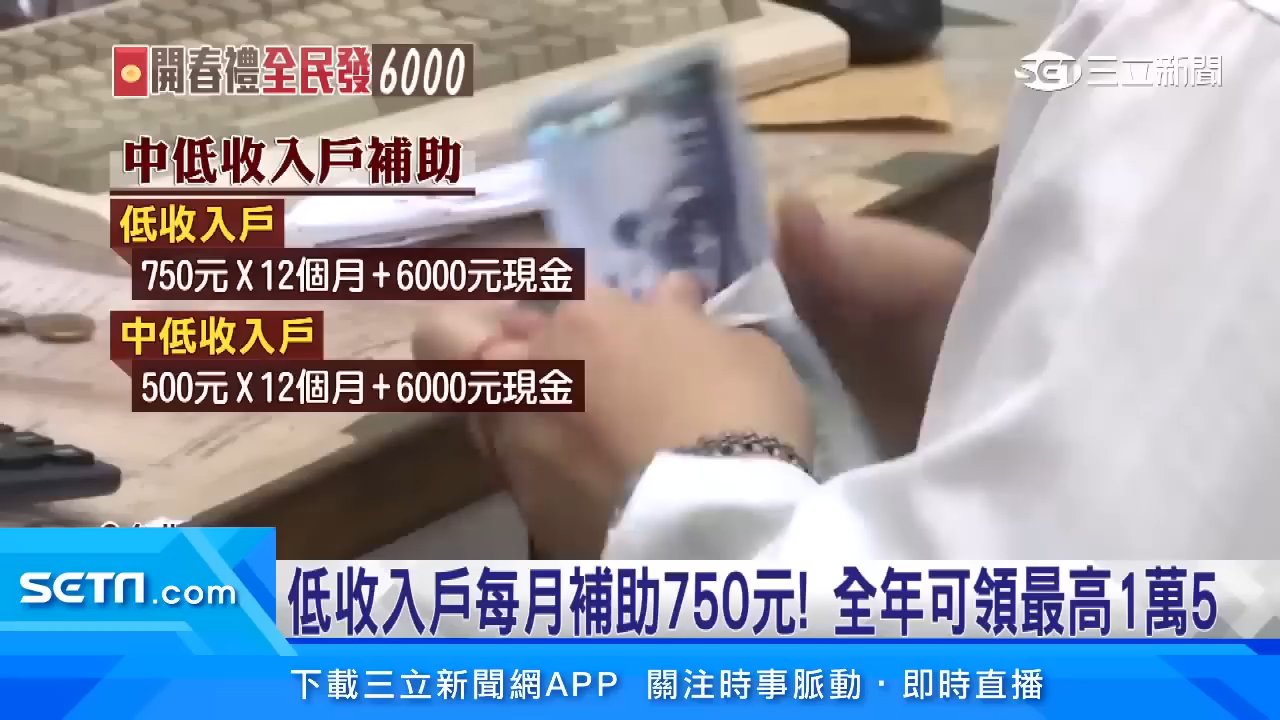 開春禮全民發6000
SET 三立新聞
中低收入戶補助
低收入戶
750元 X 12個月+6000元現金
中低收入戶
500元 X 12個月+6000元現金
SETN.com
低收入戶每月補助750元! 全年可領最高1萬5
下載三立新聞網APP 關注時事脈動·即時直播